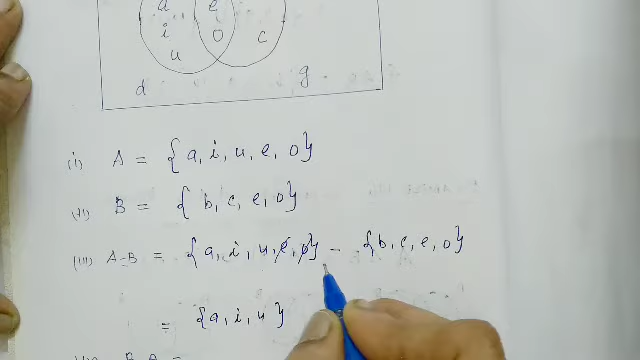 a e
i o c
u
d g
(i) A = {a, i, u, e, o}
(ii) B = {b, c, e, o}
(iii) A-B = {a, i, u, e, o} - {b, c, e, o}
= {a, i, u}